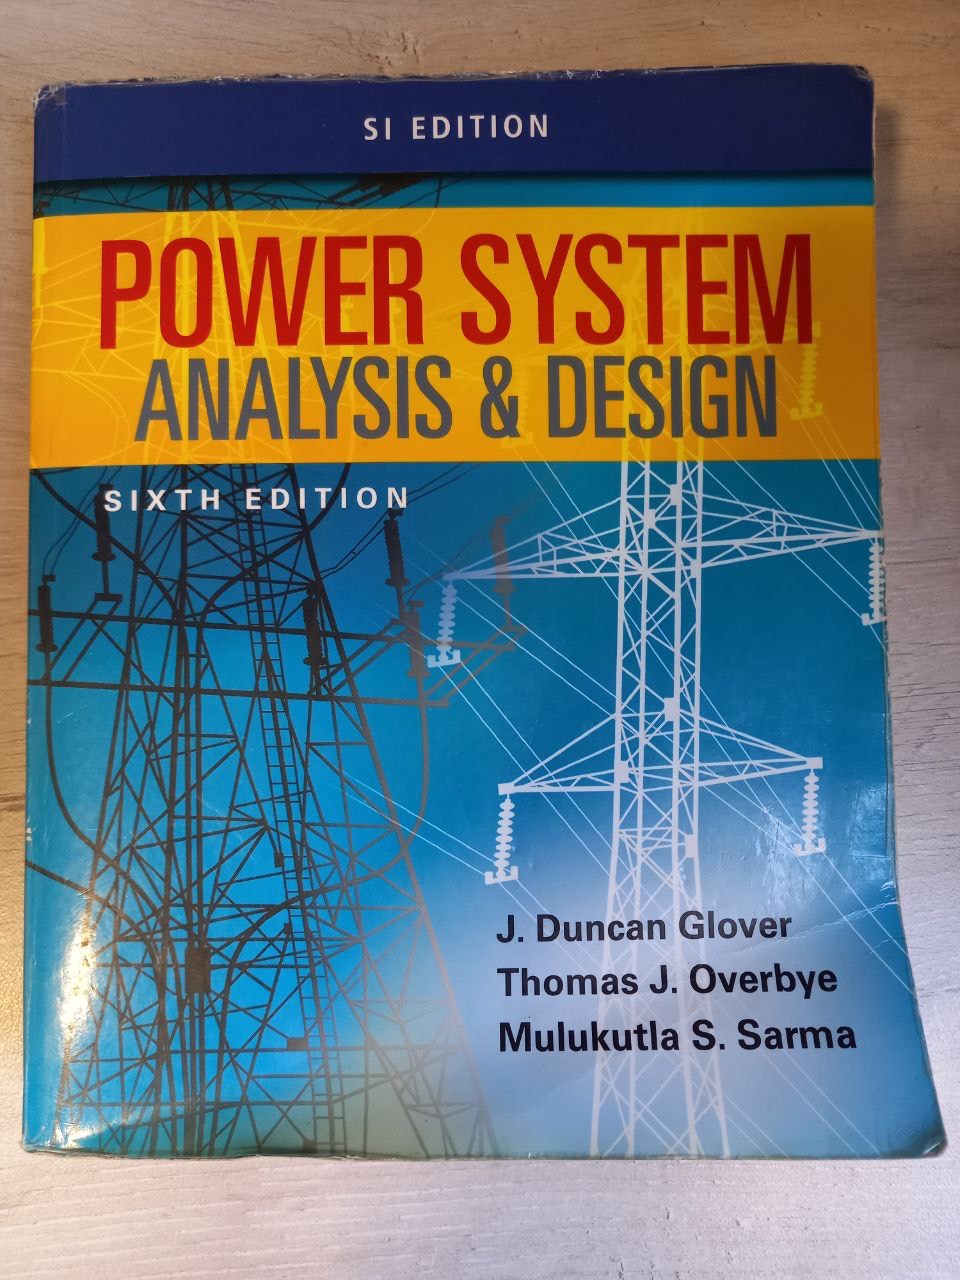 SI EDITION
POWER SYSTEM
ANALYSIS & DESIGN
SIXTH EDITION
J. Duncan Glover
Thomas J. Overbye
Mulukutla S. Sarma